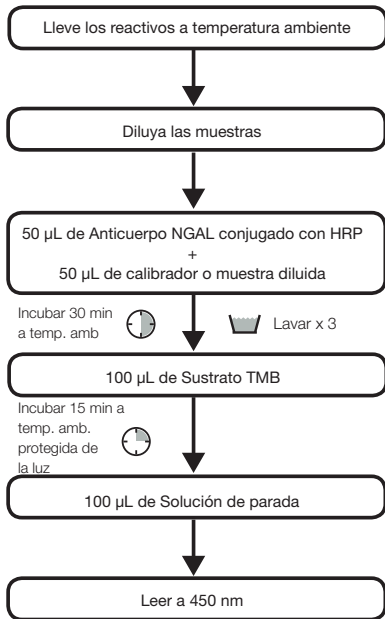 Lleve los reactivos a temperatura ambiente
Diluya las muestras
50 µL de Anticuerpo NGAL conjugado con HRP
+
50 µL de calibrador o muestra diluida
Incubar 30 min
a temp. amb
Lavar x 3
100 µL de Sustrato TMB
Incubar 15 min a
temp. amb.
protegida de
la luz
100 µL de Solución de parada
Leer a 450 nm